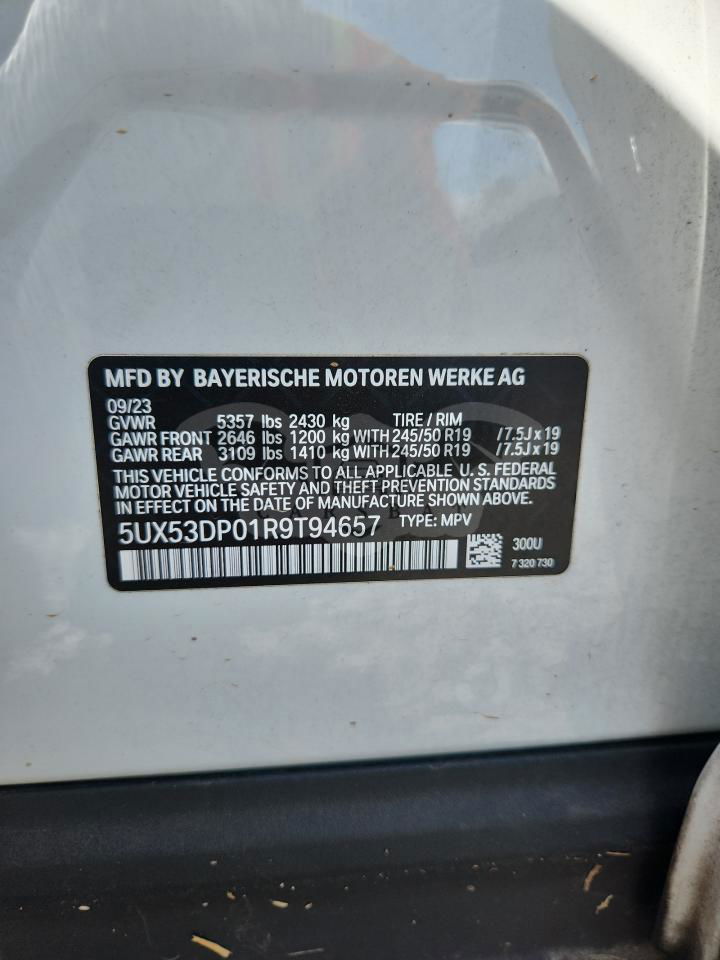 MFD BY BAYERISCHE MOTOREN WERKE AG
09/23
GVWR 5357 lbs 2430 kg TIRE / RIM
GAWR FRONT 2646 lbs 1200 kg WITH 245/50 R19 /7.5J x 19
GAWR REAR 3109 lbs 1410 kg WITH 245/50 R19 /7.5J x 19
THIS VEHICLE CONFORMS TO ALL APPLICABLE U. S. FEDERAL
MOTOR VEHICLE SAFETY AND THEFT PREVENTION STANDARDS
IN EFFECT ON THE DATE OF MANUFACTURE SHOWN ABOVE.
5UX53DP01R9T94657 TYPE: MPV
300U
7 320 730